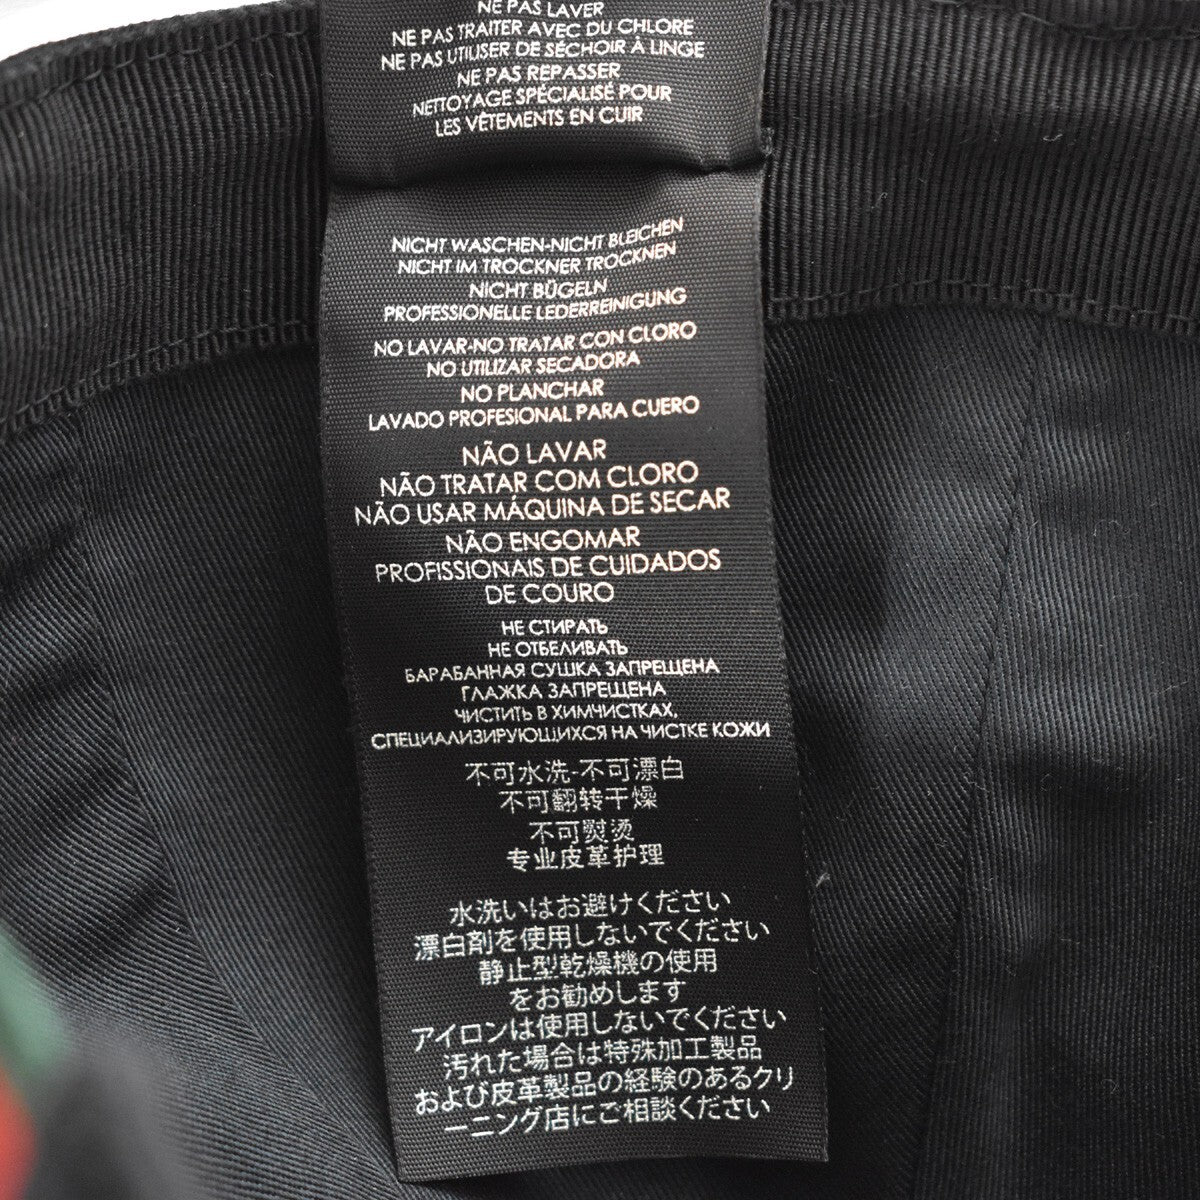 NE PAS LAVER
NE PAS TRAITER AVEC DU CHLORE
NE PAS UTILISER DE SÉCHOIR À LINGE
NE PAS REPASSER
NETTOYAGE SPÉCIALISÉ POUR
LES VÊTEMENTS EN CUIR
NICHT WASCHEN-NICHT BLEICHEN
NICHT IM TROCKNER TROCKNEN
NICHT BÜGELN
PROFESSIONELLE LEDERREINIGUNG
NO LAVAR-NO TRATAR CON CLORO
NO UTILIZAR SECADORA
NO PLANCHAR
LAVADO PROFESIONAL PARA CUERO
NÃO LAVAR
NÃO TRATAR COM CLORO
NÃO USAR MÁQUINA DE SECAR
NÃO ENGOMAR
PROFISSIONAIS DE CUIDADOS
DE COURO
НЕ СТИРАТЬ
НЕ ОТБЕЛИВАТЬ
БАРАБАННАЯ СУШКА ЗАПРЕЩЕНА
ГЛАЖКА ЗАПРЕЩЕНА
ЧИСТИТЬ В ХИМЧИСТКАХ,
СПЕЦИАЛИЗИРУЮЩИХСЯ НА ЧИСТКЕ КОЖИ
不可水洗-不可漂白
不可翻转干燥
不可熨烫
专业皮革护理
水洗いはお避けください
漂白剤を使用しないでください
静止型乾燥機の使用
をお勧めします
アイロンは使用しないでください
汚れた場合は特殊加工製品
および皮革製品の経験のあるクリ
ーニング店にご相談ください